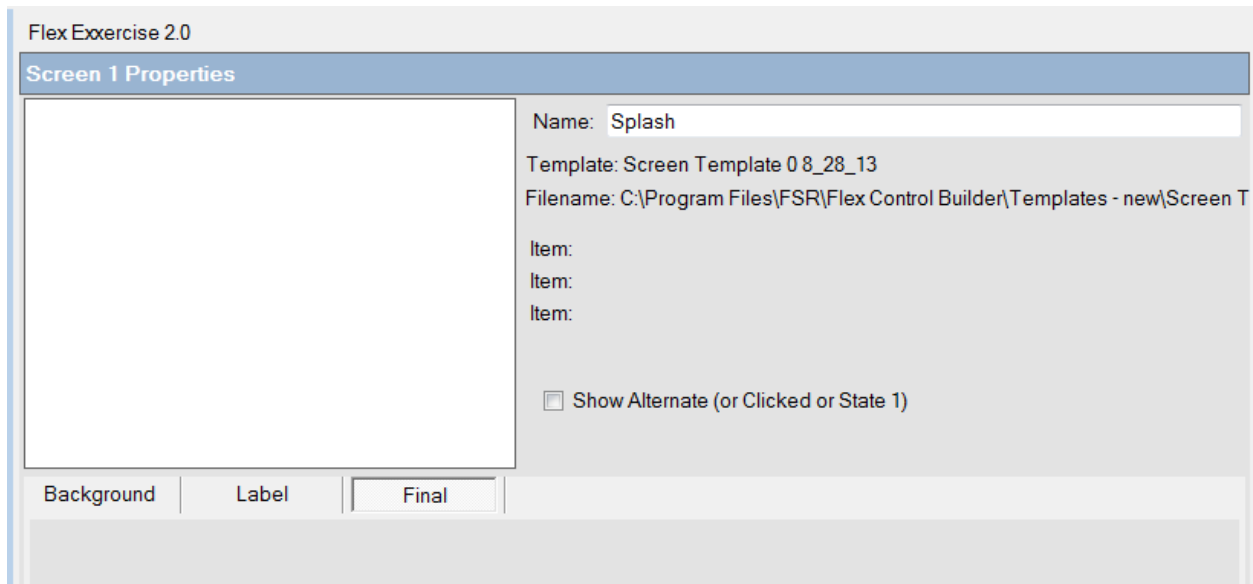 Flex Exxercise 2.0
Screen 1 Properties
Name: Splash
Template: Screen Template 0 8_28_13
Filename: C:\Program Files\FSR\Flex Control Builder\Templates - new\Screen T
Item:
Item:
Item:
Show Alternate (or Clicked or State 1)
Background Label Final